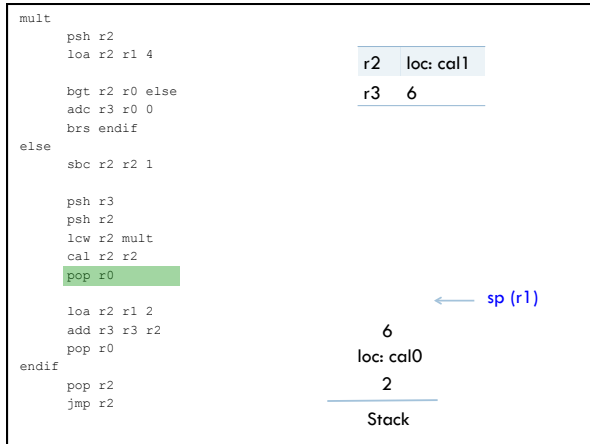 mult
psh r2
loa r2 r1 4
bgt r2 r0 else
adc r3 r0 0
brs endif
else
sbc r2 r2 1
psh r3
psh r2
lcw r2 mult
cal r2 r2
pop r0
loa r2 r1 2
add r3 r3 r2
pop r0
endif
pop r2
jmp r2
r2 loc: cal1
r3 6
sp (r1)
6
loc: cal0
2
Stack